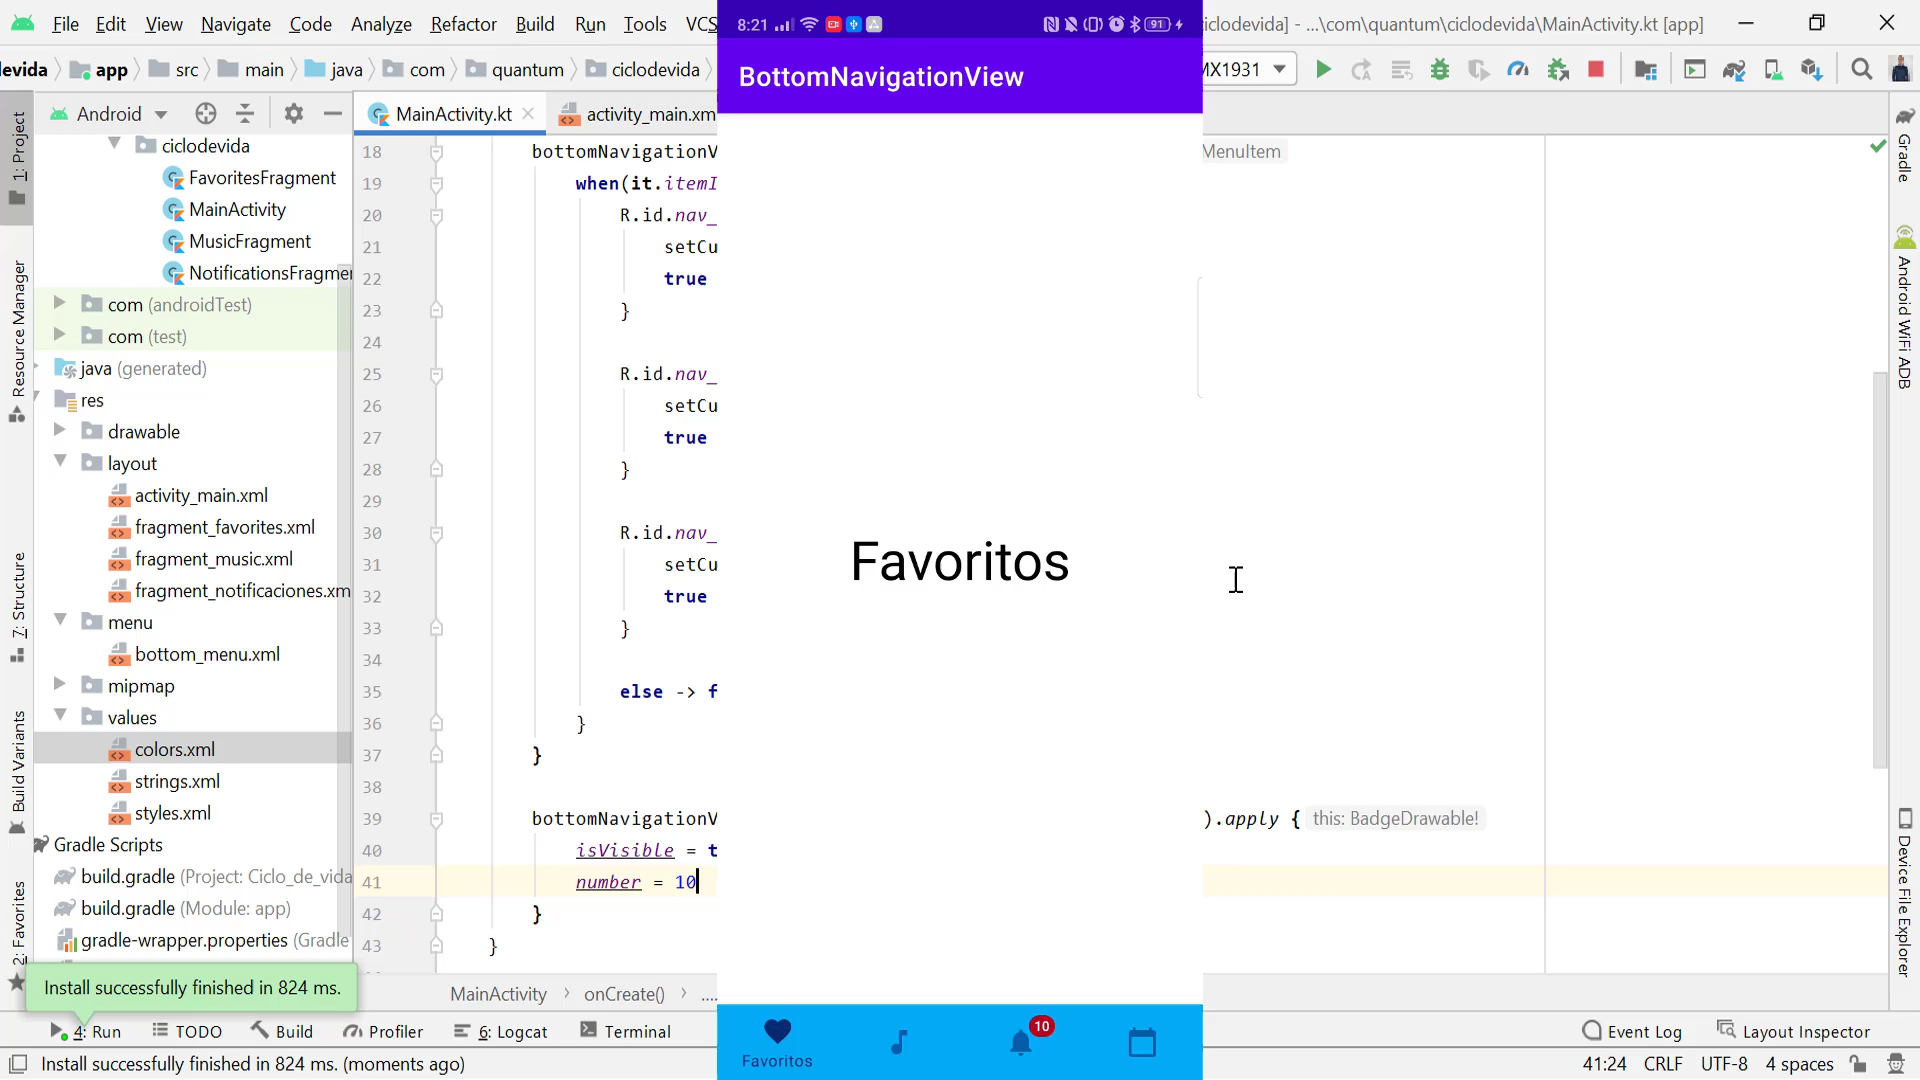 File Edit View Navigate Code Analyze Refactor Build Run Tools VCS
8:21
91
ciclodevida] - ...\com\quantum\ciclodevida\MainActivity.kt [app]
BottomNavigationView
app src main java com quantum ciclodevida
MX1931
Android
MainActivity.kt
activity_main.xm
1: Project
Resource Manager
7: Structure
Build Variants
2: Favorites
ciclodevida
FavoritesFragment
MainActivity
MusicFragment
NotificationsFragme
com (androidTest)
com (test)
java (generated)
res
drawable
layout
activity_main.xml
fragment_favorites.xml
fragment_music.xml
fragment_notificaciones.xm
menu
bottom_menu.xml
mipmap
values
colors.xml
strings.xml
styles.xml
Gradle Scripts
build.gradle (Project: Ciclo_de_vida
build.gradle (Module: app)
gradle-wrapper.properties (Gradle
Install successfully finished in 824 ms.
18 bottomNavigationV
MenuItem
19 when(it.itemI
20 R.id.nav_
21 setCu
22 true
23 }
24
25 R.id.nav_
26 setCu
27 true
28 }
29
30 R.id.nav_
31 setCu
32 true
33 }
34
35 else -> f
36 }
37 }
38
39 bottomNavigationV
).apply { this: BadgeDrawable!
40 isVisible = t
41 number = 10
42 }
43 }
Favoritos
Favoritos
10
MainActivity > onCreate() > ....
Gradle
Android WiFi ADB
Device File Explorer
4: Run TODO Build Profiler 6: Logcat Terminal
Event Log Layout Inspector
Install successfully finished in 824 ms. (moments ago)
41:24 CRLF UTF-8 4 spaces